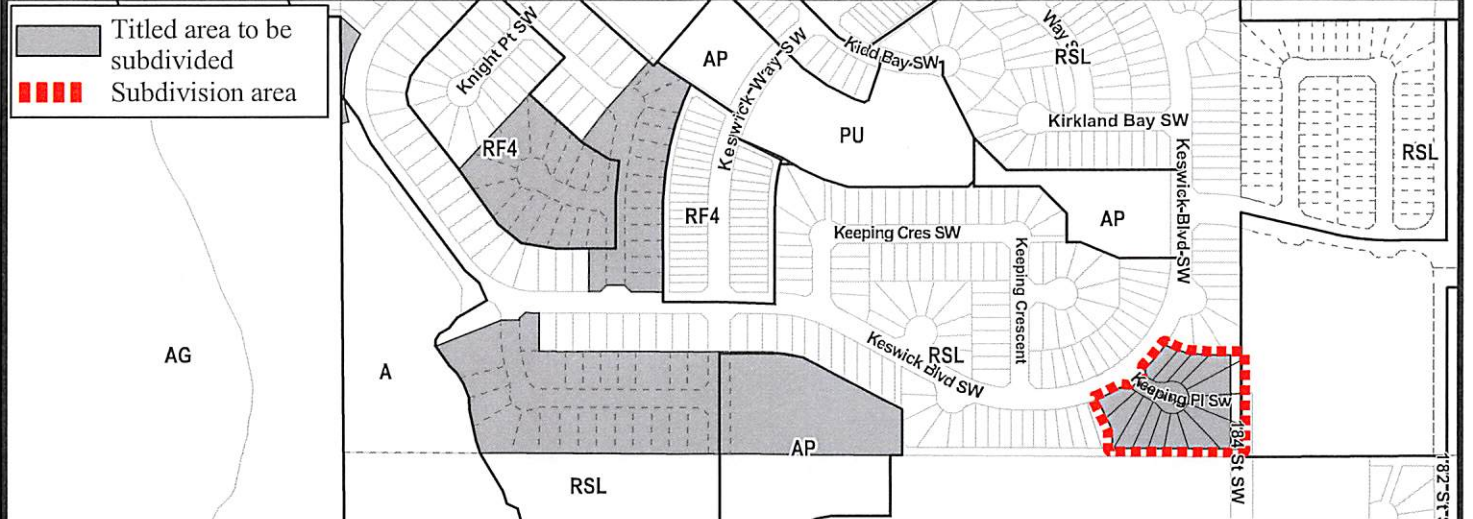 Titled area to be
subdivided
Subdivision area
Knight Pt SW
AP
Keswick-Way-SW
Kidd Bay-SW
Way-S
RSL
Kirkland Bay SW
RF4
PU
Keswick-Blvd-SW
RSL
RF4
Keeping Cres SW
AP
Keeping Crescent
AG
A
Keswick Blvd SW
RSL
Keeping Pl SW
AP
184 St SW
RSL
182-St